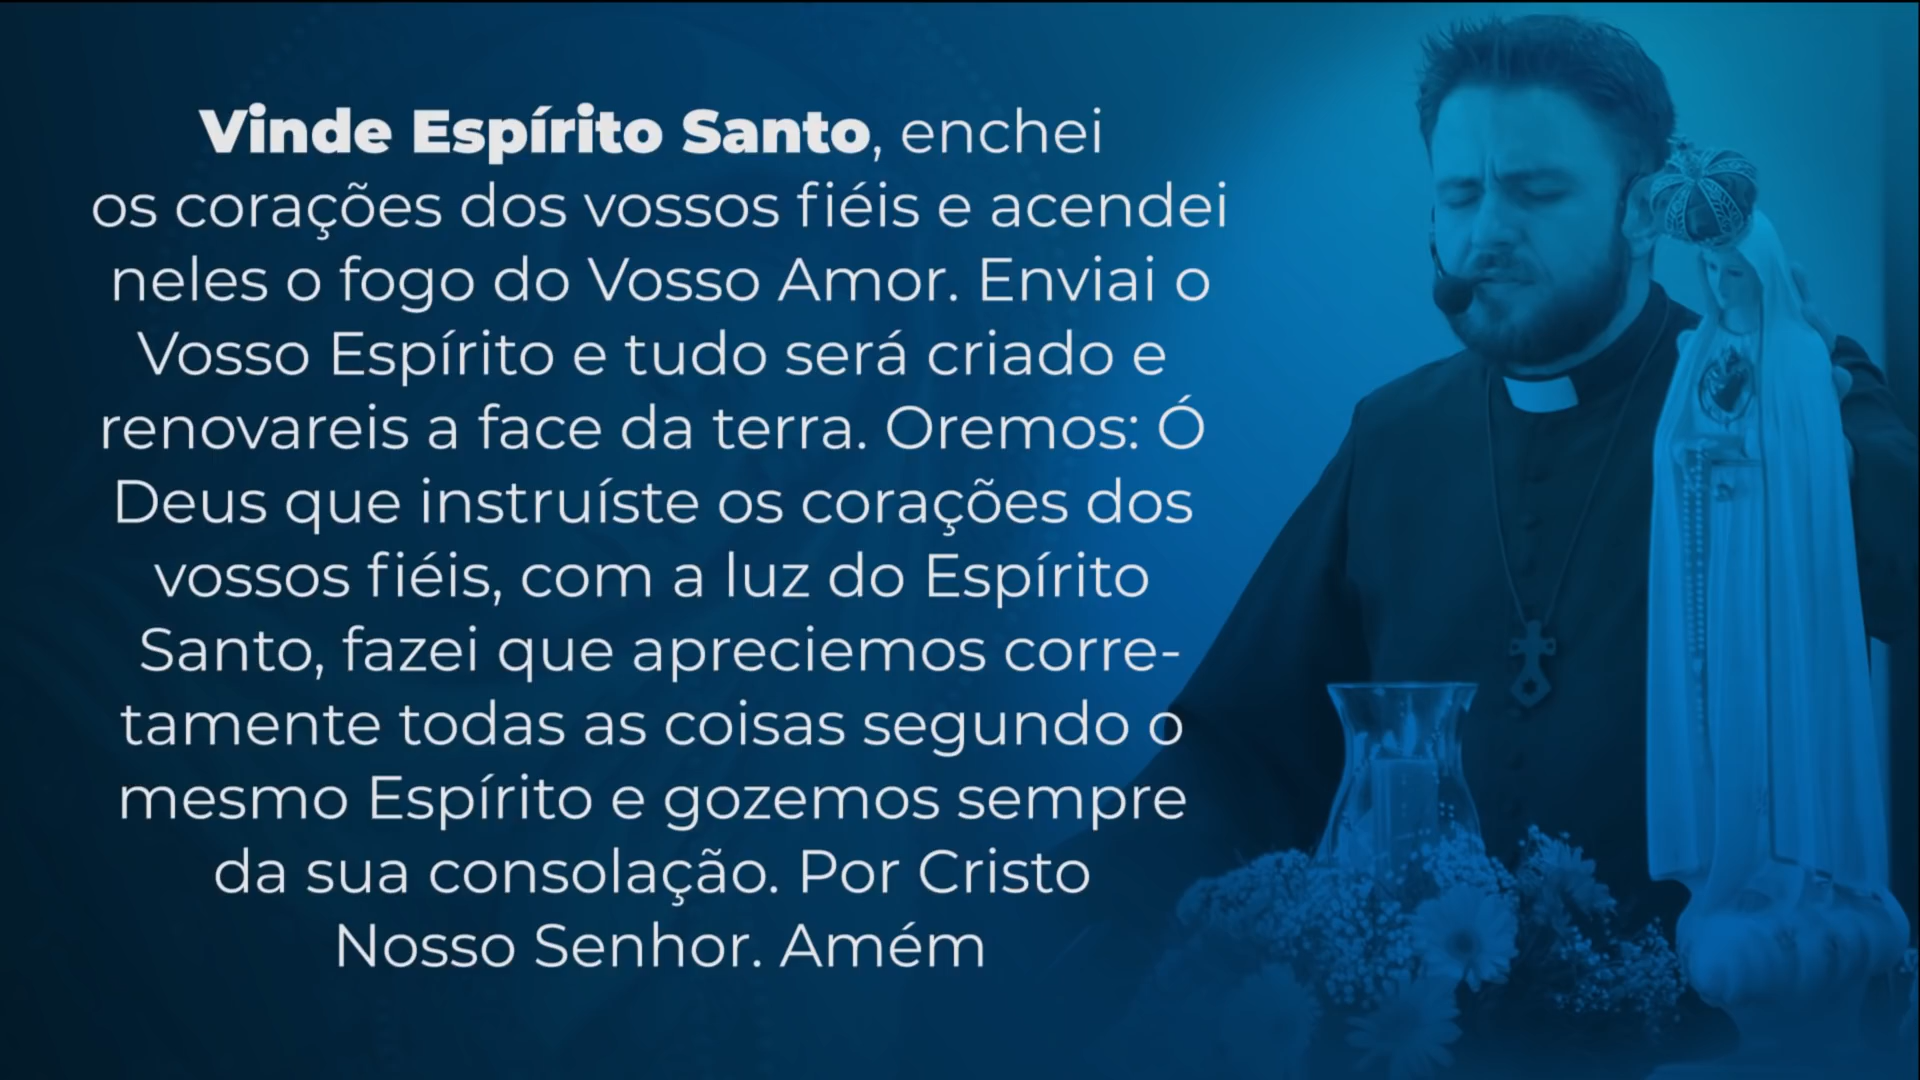 Vinde Espírito Santo, enchei
os corações dos vossos fiéis e acendei
neles o fogo do Vosso Amor. Enviai o
Vosso Espírito e tudo será criado e
renovareis a face da terra. Oremos: Ó
Deus que instruíste os corações dos
vossos fiéis, com a luz do Espírito
Santo, fazei que apreciemos corre-
tamente todas as coisas segundo o
mesmo Espírito e gozemos sempre
da sua consolação. Por Cristo
Nosso Senhor. Amém